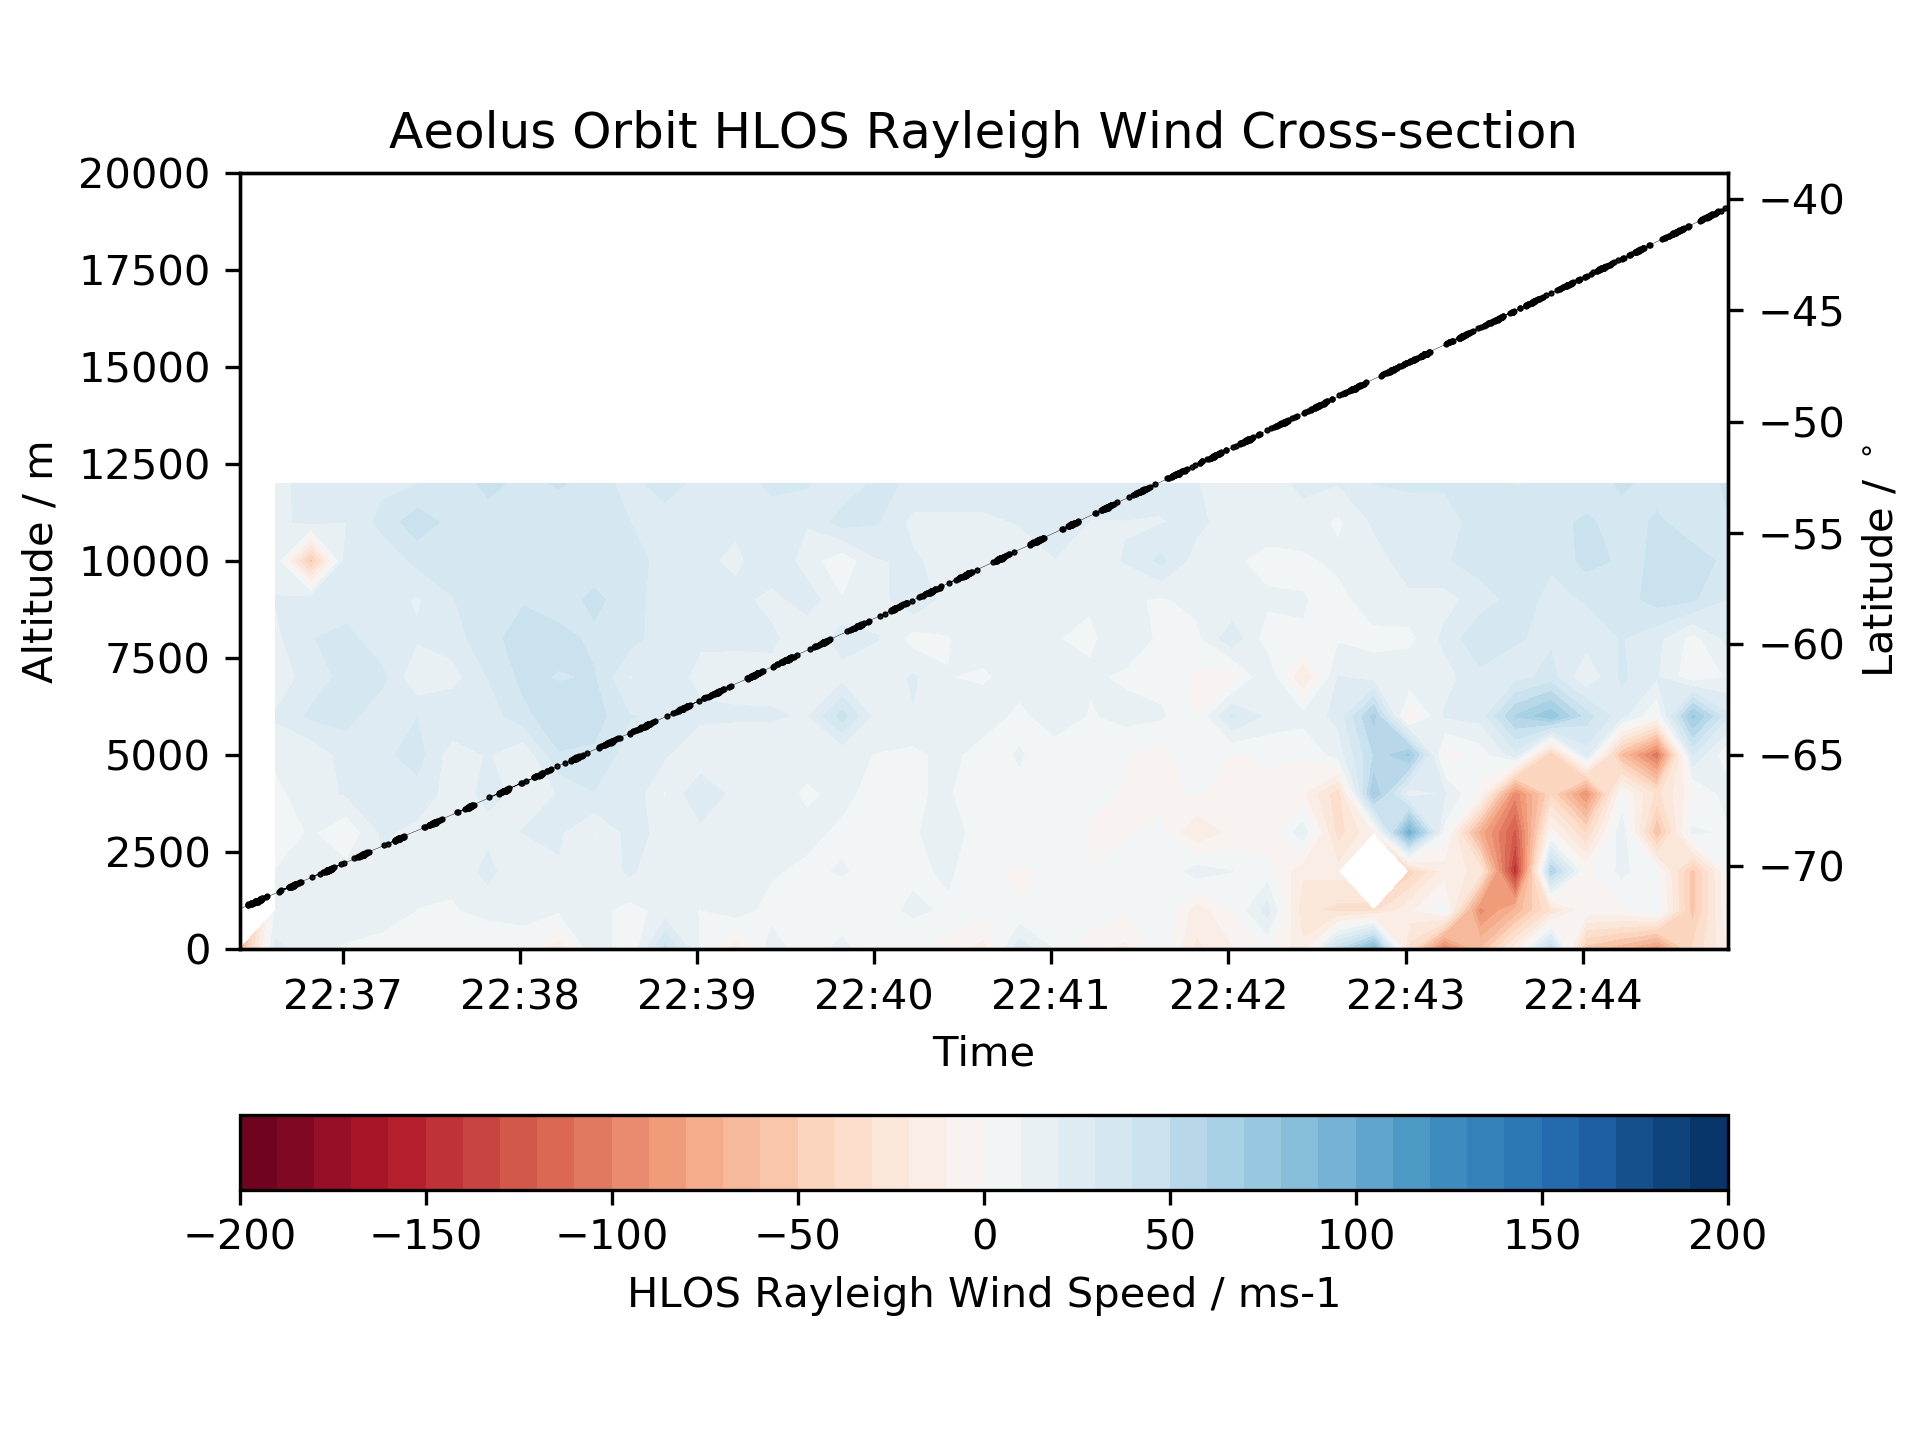 Aeolus Orbit HLOS Rayleigh Wind Cross-section
20000
17500
15000
12500
10000
7500
5000
2500
0
Altitude / m
−40
−45
−50
−55
−60
−65
−70
Latitude / °
22:37 22:38 22:39 22:40 22:41 22:42 22:43 22:44
Time
−200 −150 −100 −50 0 50 100 150 200
HLOS Rayleigh Wind Speed / ms-1